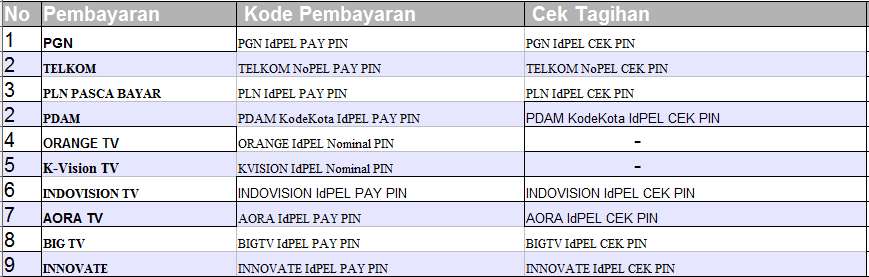 No Pembayaran Kode Pembayaran Cek Tagihan
1 PGN PGN IdPEL PAY PIN PGN IdPEL CEK PIN
2 TELKOM TELKOM NoPEL PAY PIN TELKOM NoPEL CEK PIN
3 PLN PASCA BAYAR PLN IdPEL PAY PIN PLN IdPEL CEK PIN
2 PDAM PDAM KodeKota IdPEL PAY PIN PDAM KodeKota IdPEL CEK PIN
4 ORANGE TV ORANGE IdPEL Nominal PIN -
5 K-Vision TV KVISION IdPEL Nominal PIN -
6 INDOVISION TV INDOVISION IdPEL PAY PIN INDOVISION IdPEL CEK PIN
7 AORA TV AORA IdPEL PAY PIN AORA IdPEL CEK PIN
8 BIG TV BIGTV IdPEL PAY PIN BIGTV IdPEL CEK PIN
9 INNOVATE INNOVATE IdPEL PAY PIN INNOVATE IdPEL CEK PIN